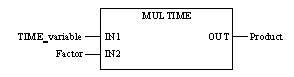 MUL TIME
TIME_variable IN1 OUT Product
Factor IN2